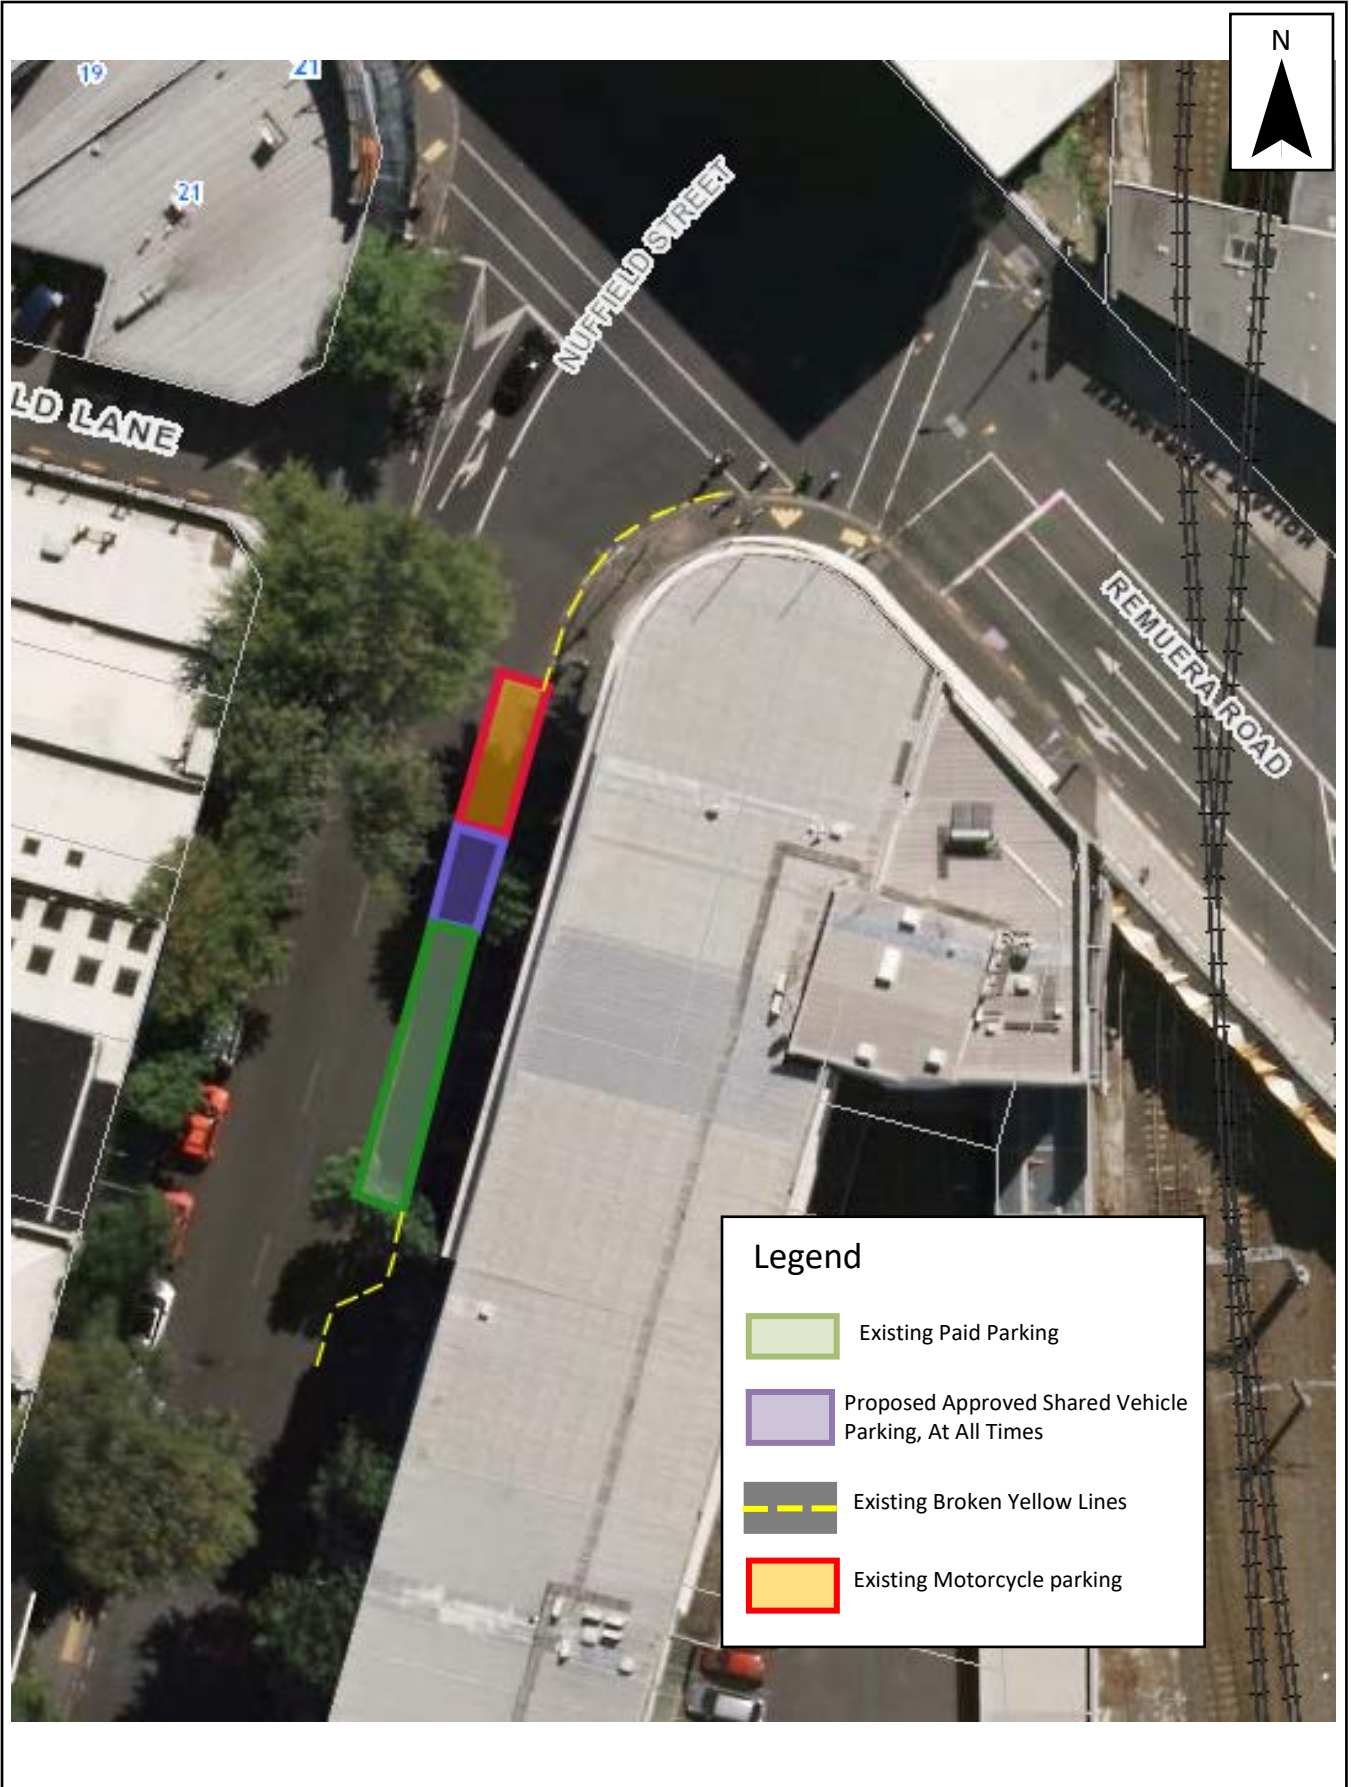 N
19
21
21
NUFFIELD STREET
LD LANE
REMUERA ROAD
Legend
Existing Paid Parking
Proposed Approved Shared Vehicle
Parking, At All Times
Existing Broken Yellow Lines
Existing Motorcycle parking